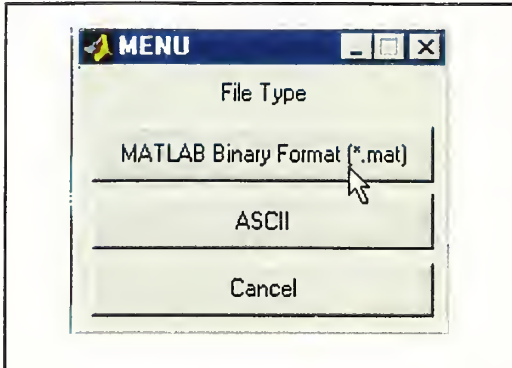 MENU
File Type
MATLAB Binary Format (*.mat)
ASCII
Cancel